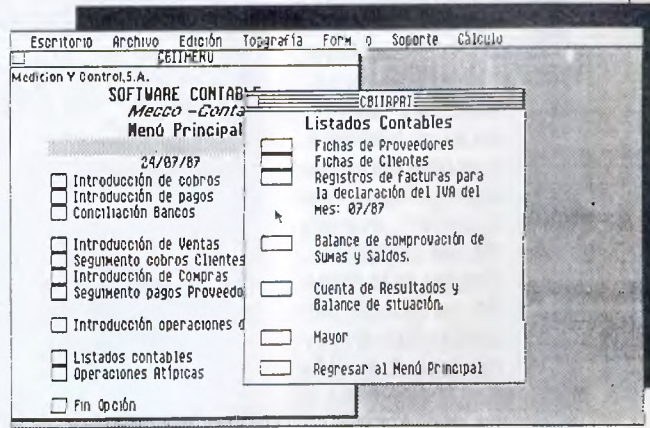 Escritorio Archivo Edición Topografía Form o Soporte Cálculo
Medicion Y Control,S.A.
SOFTWARE CONTABLE
Mecco -Conta
Menú Principal
24/07/87
Introducción de cobros
Introducción de pagos
Conciliación Bancos
Introducción de Ventas
Seguimento cobros Clientes
Introducción de Compras
Seguimento pagos Proveedo
Introducción operaciones d
Listados contables
Operaciones Atípicas
Fin Opción
Listados Contables
Fichas de Proveedores
Fichas de Clientes
Registros de facturas para
la declaración del IVA del
Mes: 07/87
Balance de comprovación de
Sumas y Saldos.
Cuenta de Resultados y
Balance de situación.
Mayor
Regresar al Menú Principal